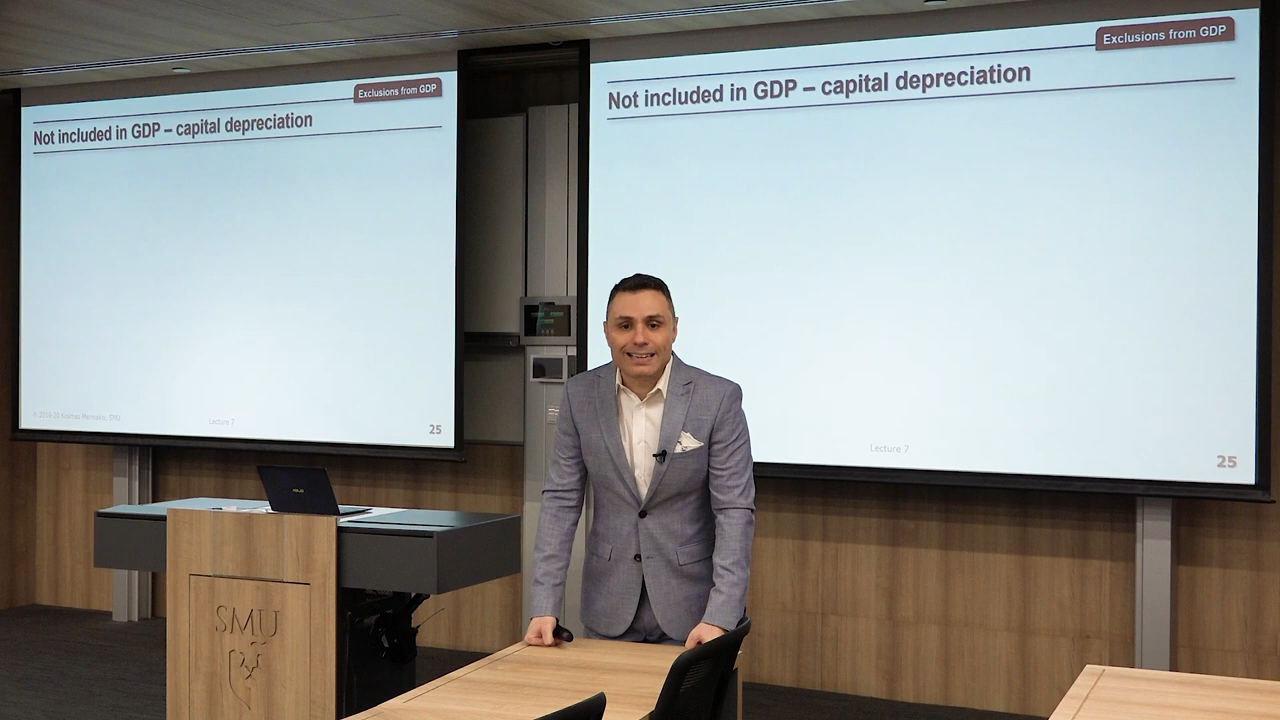 Exclusions from GDP
Not included in GDP – capital depreciation
Lecture 7
25
Exclusions from GDP
Not included in GDP – capital depreciation
Lecture 7
25
ASUS
SMU